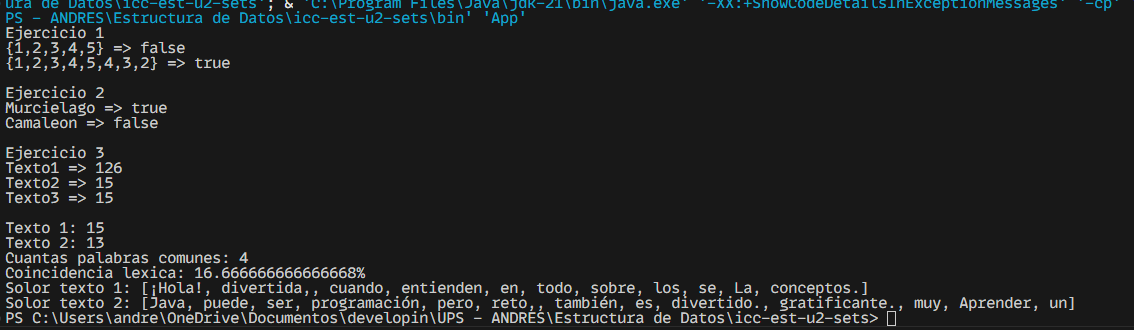 ura de Datos\icc-est-u2-sets'; & 'C:\Program Files\Java\jdk-21\bin\java.exe' '-XX:+ShowCodeDetailsInExceptionMessages' '-cp'
PS - ANDRES\Estructura de Datos\icc-est-u2-sets\bin' 'App'
Ejercicio 1
{1,2,3,4,5} => false
{1,2,3,4,5,4,3,2} => true
Ejercicio 2
Murcielago => true
Camaleon => false
Ejercicio 3
Texto1 => 126
Texto2 => 15
Texto3 => 15
Texto 1: 15
Texto 2: 13
Cuantas palabras comunes: 4
Coincidencia lexica: 16.666666666666668%
Solor texto 1: [¡Hola!, divertida,, cuando, entienden, en, todo, sobre, los, se, La, conceptos.]
Solor texto 2: [Java, puede, ser, programación, pero, reto,, también, es, divertido., gratificante., muy, Aprender, un]
PS C:\Users\andre\OneDrive\Documentos\developin\UPS - ANDRES\Estructura de Datos\icc-est-u2-sets>